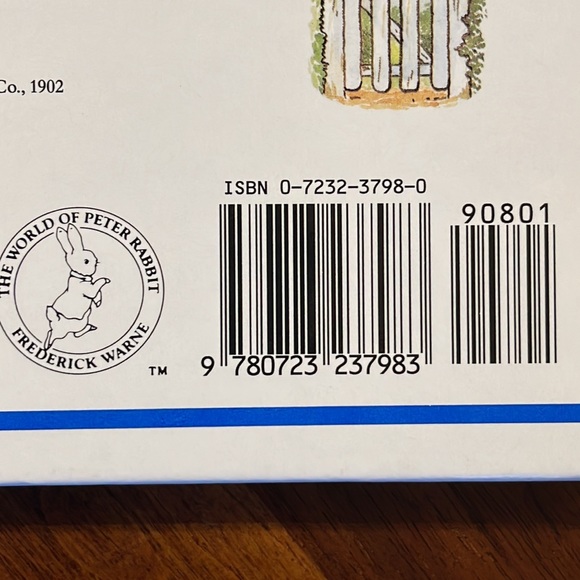 Co., 1902
ISBN 0-7232-3798-0
90801
THE WORLD OF PETER RABBIT
FREDERICK WARNE
TM
9 780723 237983